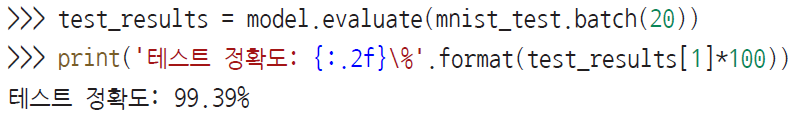 >>> test_results = model.evaluate(mnist_test.batch(20))
>>> print('테스트 정확도: {:.2f}\%'.format(test_results[1]*100))
테스트 정확도: 99.39%